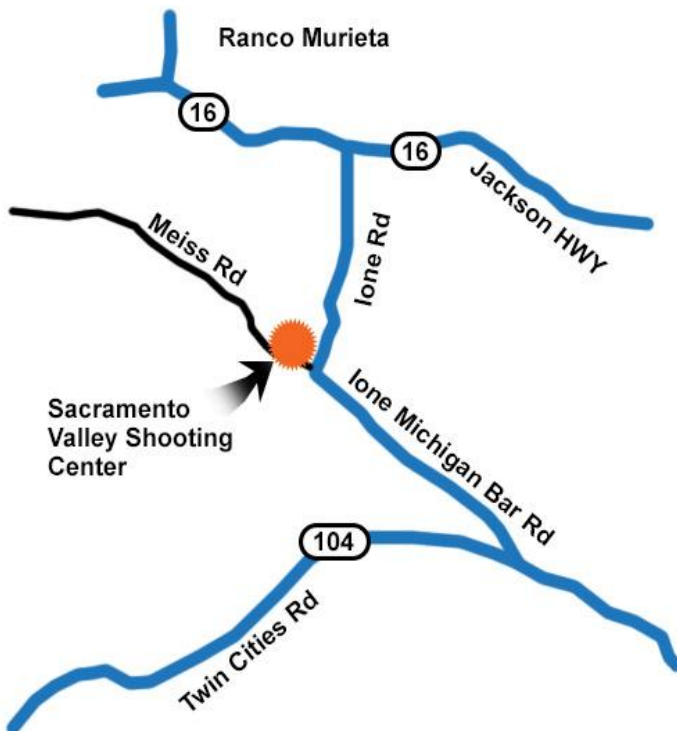 Ranco Murieta
16
16
Jackson HWY
Meiss Rd
Ione Rd
Sacramento
Valley Shooting
Center
Ione Michigan Bar Rd
104
Twin Cities Rd